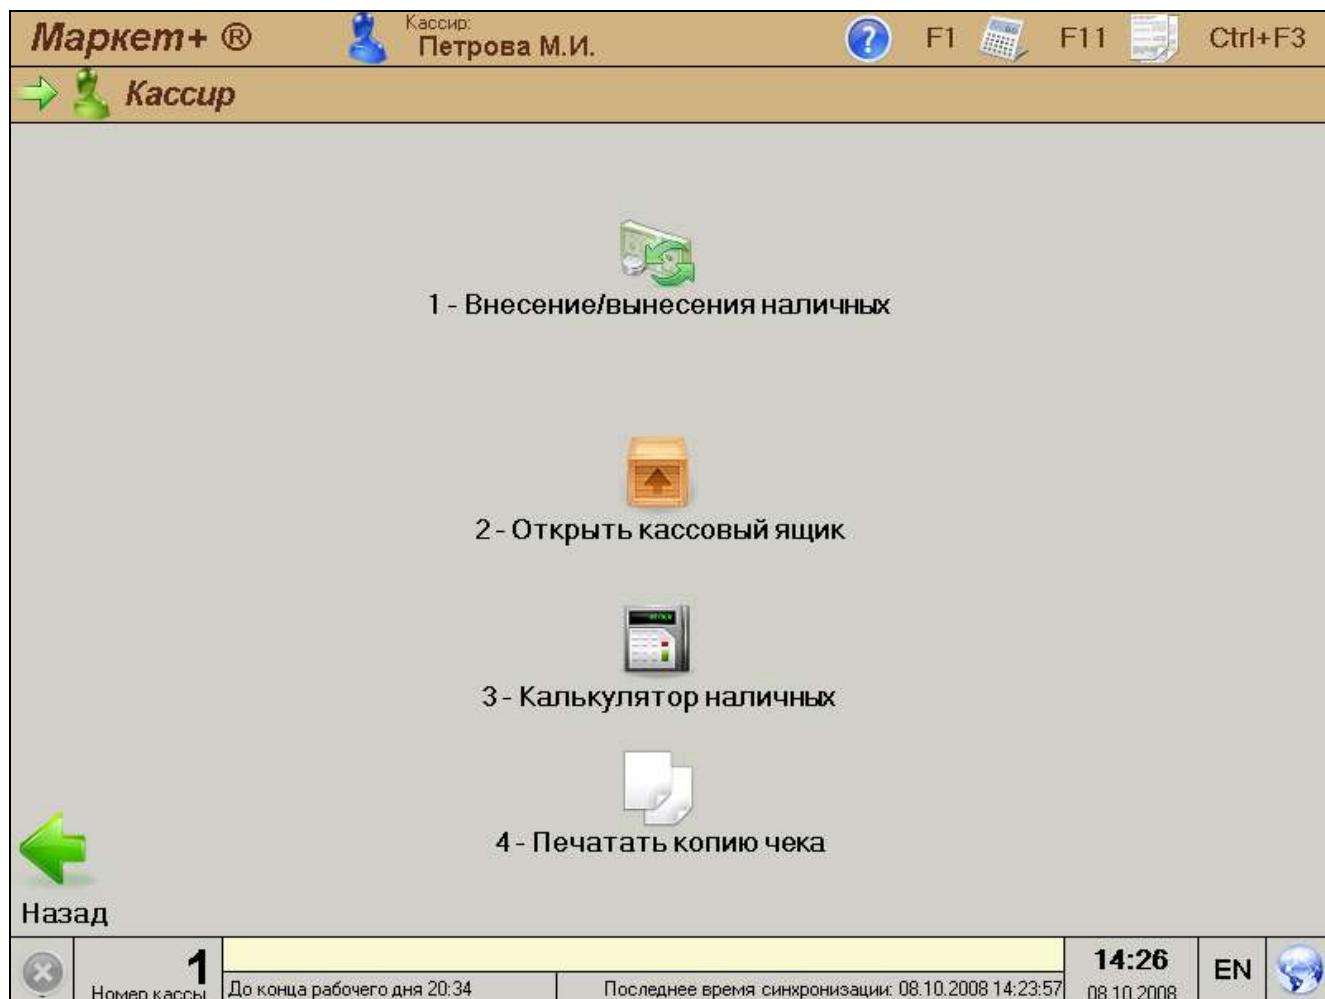 Маркет+ ®
Кассир:
Петрова М.И.
F1
F11
Ctrl+F3
Кассир
1 - Внесение/вынесения наличных
2 - Открыть кассовый ящик
3 - Калькулятор наличных
4 - Печатать копию чека
Назад
1
Номер кассы
До конца рабочего дня 20:34
Последнее время синхронизации: 08.10.2008 14:23:57
14:26
08.10.2008
EN